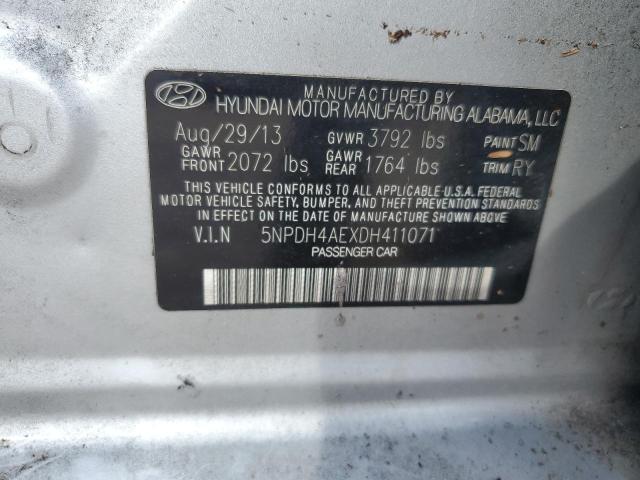 MANUFACTURED BY
HYUNDAI MOTOR MANUFACTURING ALABAMA, LLC
Aug/29/13 GVWR 3792 lbs PAINT SM
GAWR FRONT 2072 lbs GAWR REAR 1764 lbs TRIM RY
THIS VEHICLE CONFORMS TO ALL APPLICABLE U.S.A. FEDERAL
MOTOR VEHICLE SAFETY, BUMPER, AND THEFT PREVENTION
STANDARDS IN EFFECT ON THE DATE OF MANUFACTURE SHOWN ABOVE.
V.I.N 5NPDH4AEXDH411071
PASSENGER CAR